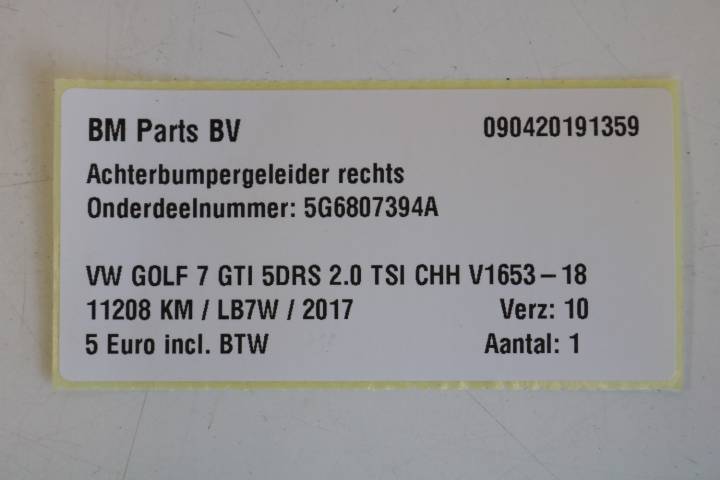 BM Parts BV 090420191359
Achterbumpergeleider rechts
Onderdeelnummer: 5G6807394A
VW GOLF 7 GTI 5DRS 2.0 TSI CHH V1653 – 18
11208 KM / LB7W / 2017 Verz: 10
5 Euro incl. BTW Aantal: 1